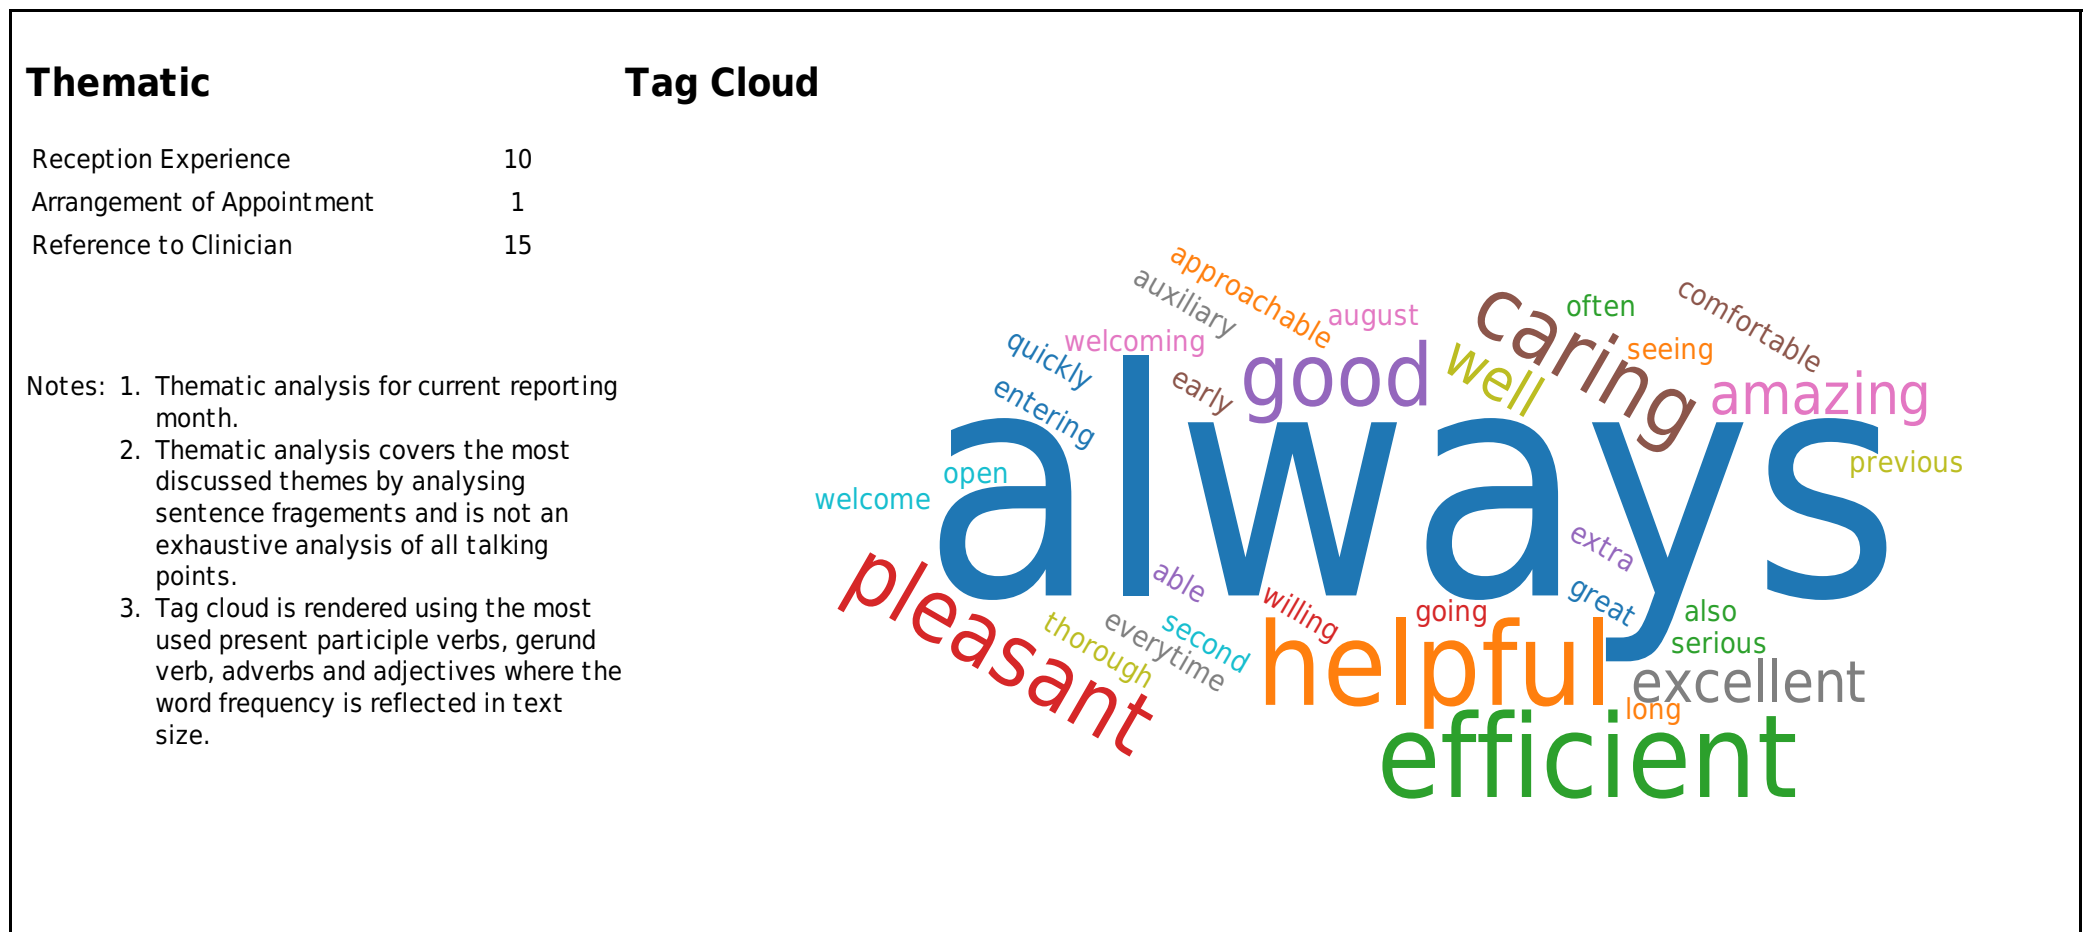 Thematic
Tag Cloud
Reception Experience 10
Arrangement of Appointment 1
Reference to Clinician 15
Notes: 1. Thematic analysis for current reporting
month.
2. Thematic analysis covers the most
discussed themes by analysing
sentence fragements and is not an
exhaustive analysis of all talking
points.
3. Tag cloud is rendered using the most
used present participle verbs, gerund
verb, adverbs and adjectives where the
word frequency is reflected in text
size.
approachable
auxiliary
august
often
comfortable
caring
quickly
welcoming
good
well
seeing
entering
early
amazing
always
open
welcome
previous
extra
pleasant
able
willing
going
great
also
thorough
everytime
second
helpful
serious
excellent
long
efficient